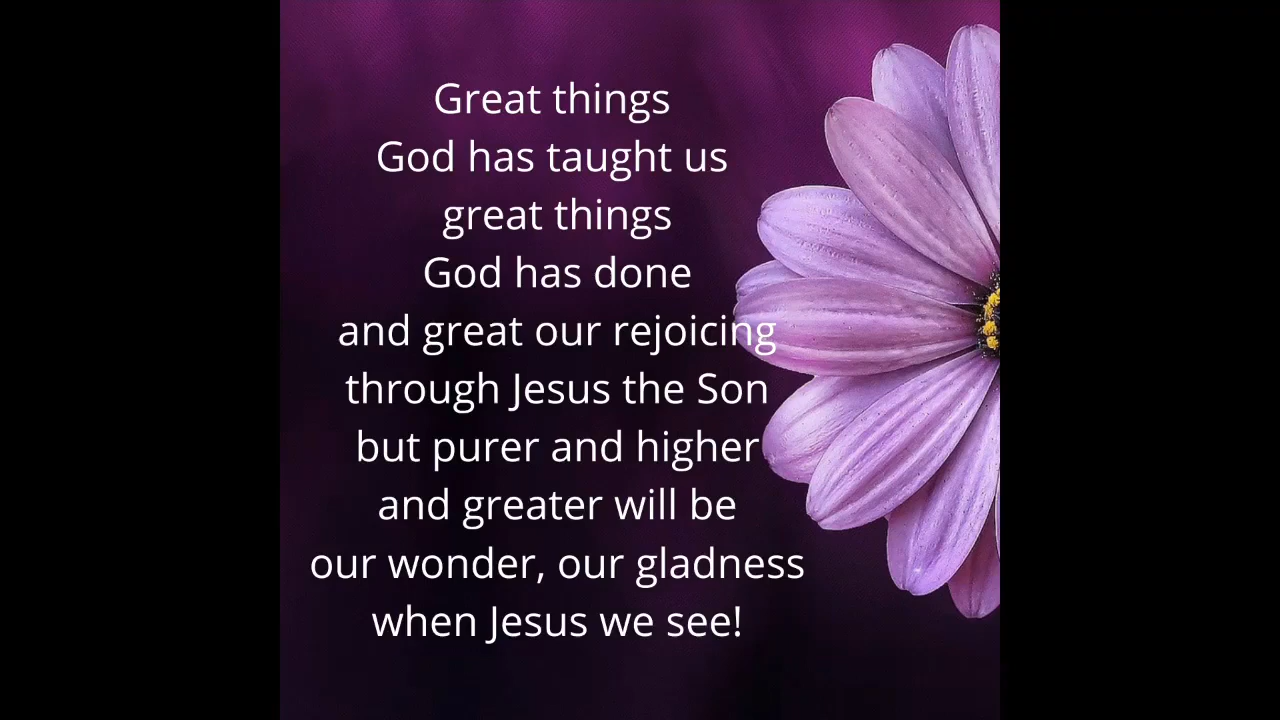 Great things
God has taught us
great things
God has done
and great our rejoicing
through Jesus the Son
but purer and higher
and greater will be
our wonder, our gladness
when Jesus we see!